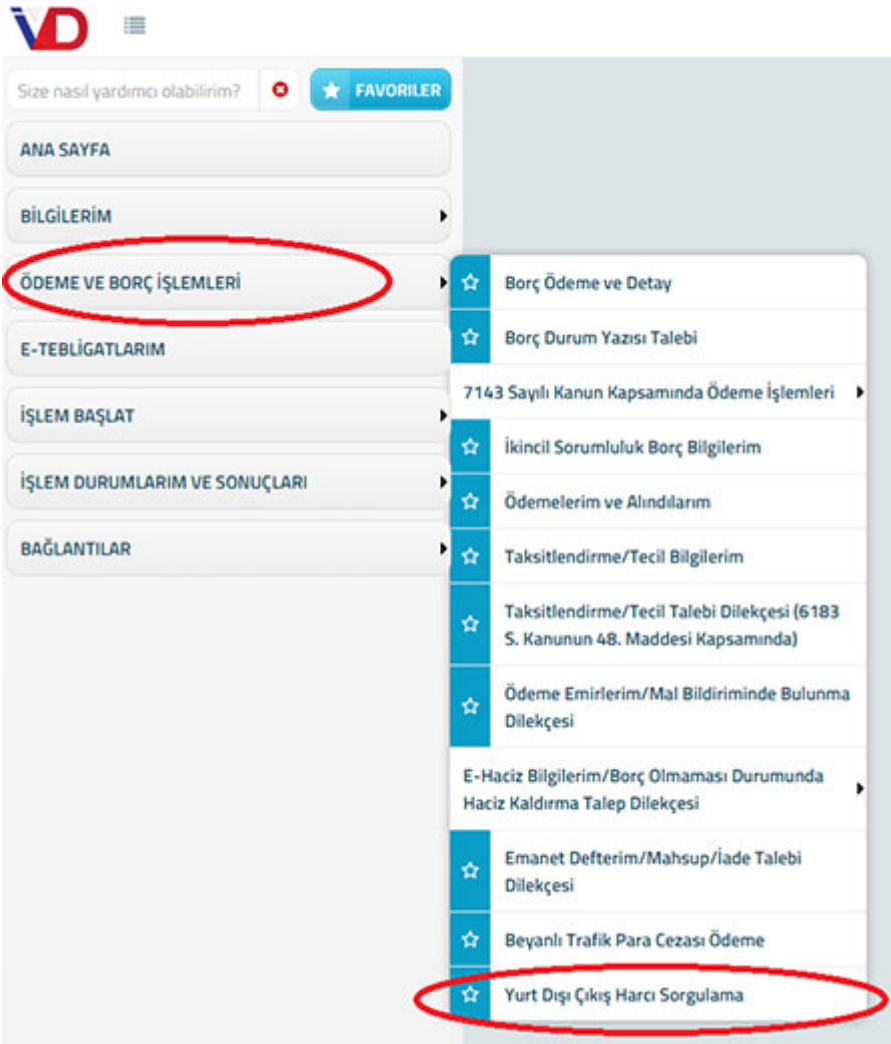 İVD
Size nasıl yardımcı olabilirim?
FAVORILER
ANA SAYFA
BİLGİLERİM
ÖDEME VE BORÇ İŞLEMLERİ
E-TEBLİGATLARIM
İŞLEM BAŞLAT
İŞLEM DURUMLARIM VE SONUÇLARI
BAĞLANTILAR
Borç Ödeme ve Detay
Borç Durum Yazısı Talebi
7143 Sayılı Kanun Kapsamında Ödeme İşlemleri
İkincil Sorumluluk Borç Bilgilerim
Ödemelerim ve Alındılarım
Taksitlendirme/Tecil Bilgilerim
Taksitlendirme/Tecil Talebi Dilekçesi (6183
S. Kanunun 48. Maddesi Kapsamında)
Ödeme Emirlerim/Mal Bildiriminde Bulunma
Dilekçesi
E-Haciz Bilgilerim/Borç Olmaması Durumunda
Haciz Kaldırma Talep Dilekçesi
Emanet Defterim/Mahsup/İade Talebi
Dilekçesi
Beyanlı Trafik Para Cezası Ödeme
Yurt Dışı Çıkış Harcı Sorgulama